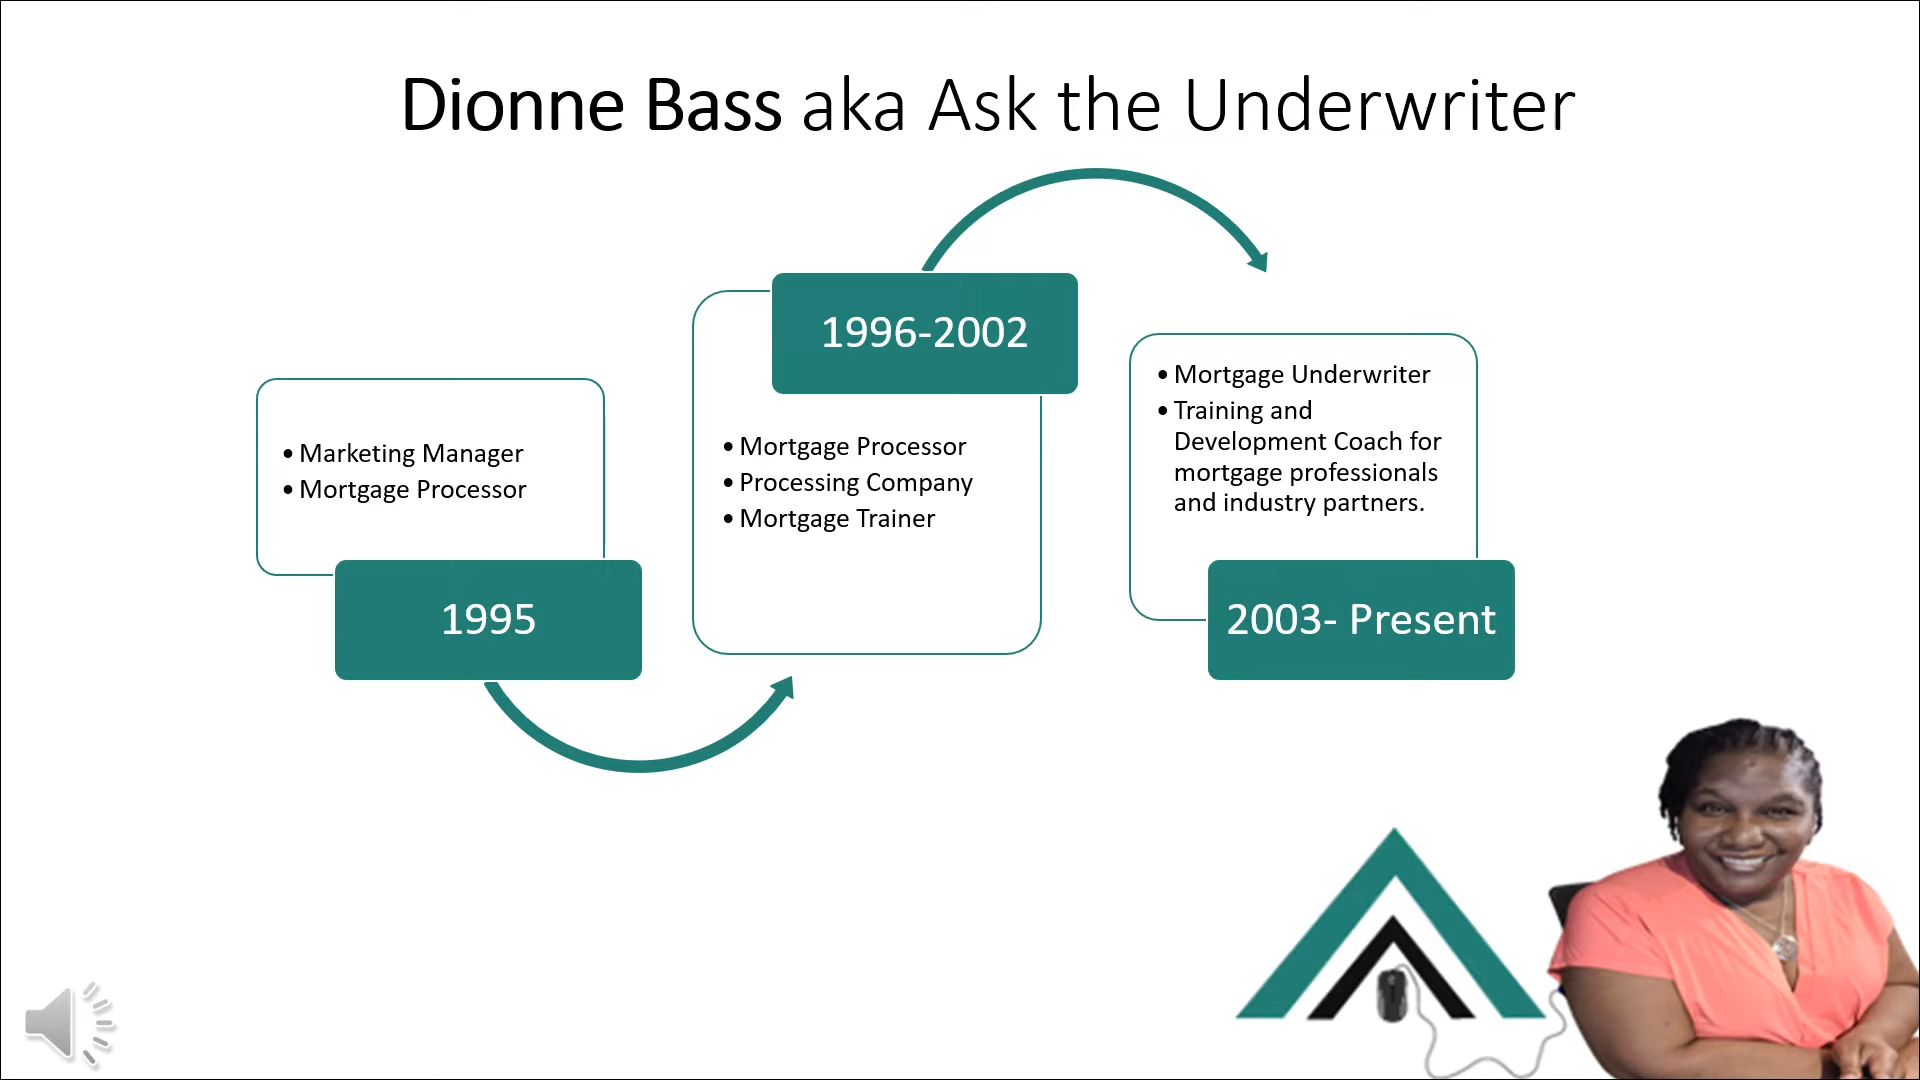 Dionne Bass aka Ask the Underwriter
• Marketing Manager
• Mortgage Processor
1995
1996-2002
• Mortgage Processor
• Processing Company
• Mortgage Trainer
• Mortgage Underwriter
• Training and
Development Coach for
mortgage professionals
and industry partners.
2003- Present